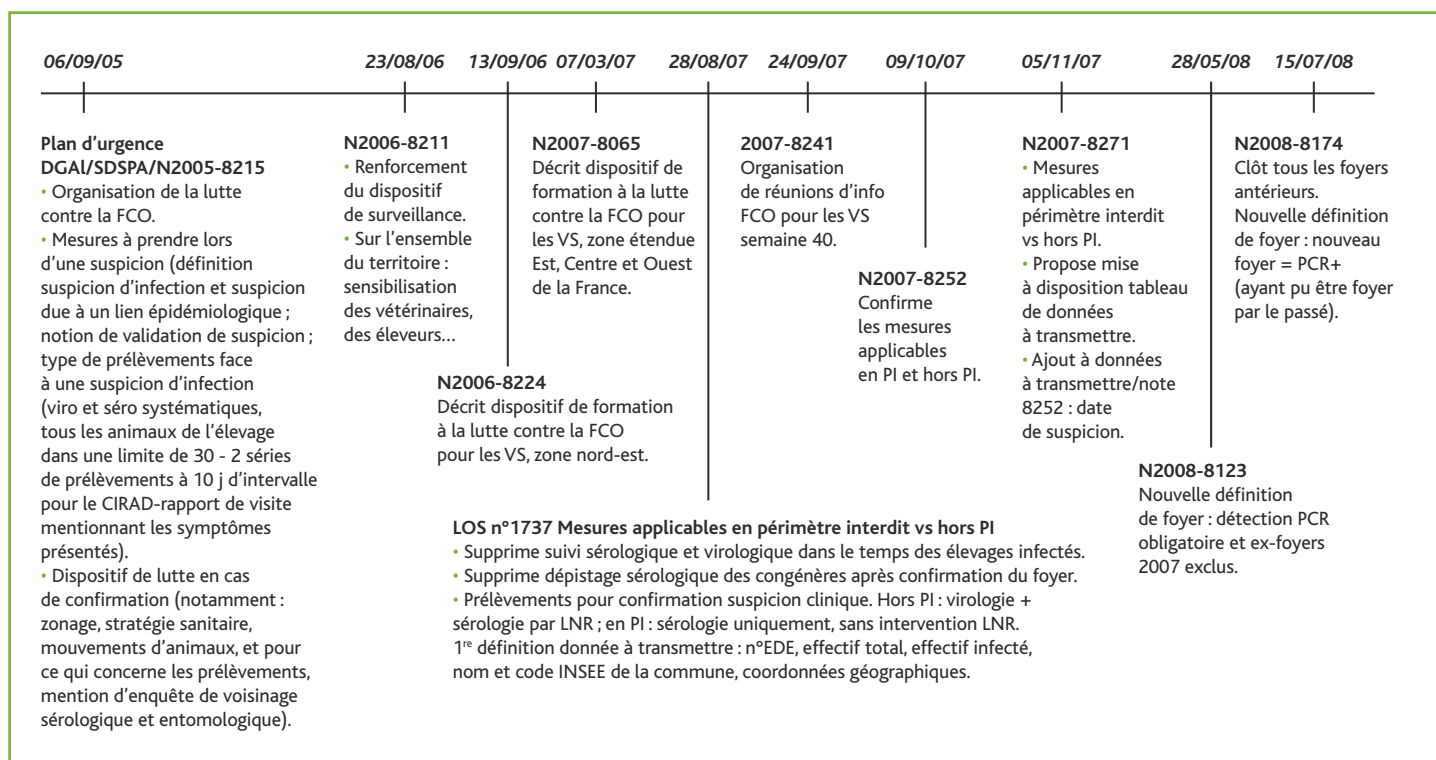 06/09/05
23/08/06
13/09/06
07/03/07
28/08/07
24/09/07
09/10/07
05/11/07
28/05/08
15/07/08
Plan d'urgence
DGAl/SDSPA/N2005-8215
• Organisation de la lutte
contre la FCO.
• Mesures à prendre lors
d'une suspicion (définition
suspicion d'infection et suspicion
due à un lien épidémiologique ;
notion de validation de suspicion ;
type de prélèvements face
à une suspicion d'infection
(viro et séro systématiques,
tous les animaux de l'élevage
dans une limite de 30 - 2 séries
de prélèvements à 10 j d'intervalle
pour le CIRAD-rapport de visite
mentionnant les symptômes
présentés).
• Dispositif de lutte en cas
de confirmation (notamment :
zonage, stratégie sanitaire,
mouvements d'animaux, et pour
ce qui concerne les prélèvements,
mention d'enquête de voisinage
sérologique et entomologique).
N2006-8211
• Renforcement
du dispositif
de surveillance.
• Sur l'ensemble
du territoire :
sensibilisation
des vétérinaires,
des éleveurs...
N2006-8224
Décrit dispositif de formation
à la lutte contre la FCO
pour les VS, zone nord-est.
N2007-8065
Décrit dispositif de
formation à la lutte
contre la FCO pour
les VS, zone étendue
Est, Centre et Ouest
de la France.
LOS n°1737 Mesures applicables en périmètre interdit vs hors PI
• Supprime suivi sérologique et virologique dans le temps des élevages infectés.
• Supprime dépistage sérologique des congénères après confirmation du foyer.
• Prélèvements pour confirmation suspicion clinique. Hors PI : virologie +
sérologie par LNR ; en PI : sérologie uniquement, sans intervention LNR.
1re définition donnée à transmettre : n°EDE, effectif total, effectif infecté,
nom et code INSEE de la commune, coordonnées géographiques.
2007-8241
Organisation
de réunions d'info
FCO pour les VS
semaine 40.
N2007-8252
Confirme
les mesures
applicables
en PI et hors PI.
N2007-8271
• Mesures
applicables en
périmètre interdit
vs hors PI.
• Propose mise
à disposition tableau
de données
à transmettre.
• Ajout à données
à transmettre/note
8252 : date
de suspicion.
N2008-8123
Nouvelle définition
de foyer : détection PCR
obligatoire et ex-foyers
2007 exclus.
N2008-8174
Clôt tous les foyers
antérieurs.
Nouvelle définition
de foyer : nouveau
foyer = PCR+
(ayant pu être foyer
par le passé).